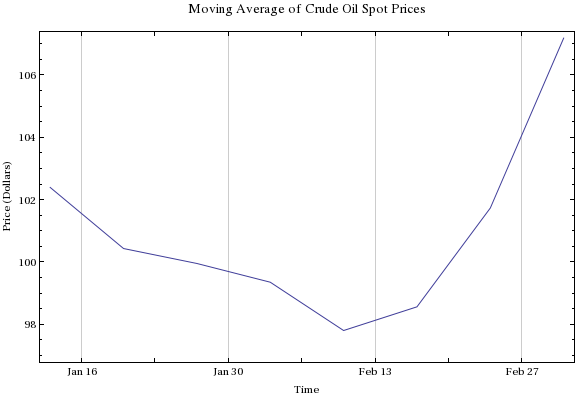 Moving Average of Crude Oil Spot Prices
106
104
102
100
98
Price (Dollars)
Jan 16 Jan 30 Feb 13 Feb 27
Time